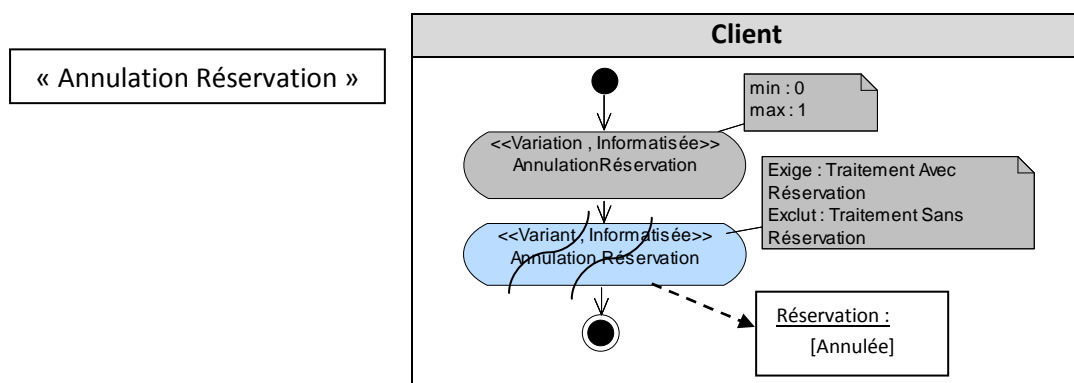 « Annulation Réservation »
Client
min : 0
max : 1
<<Variation , Informatisée>>
AnnulationRéservation
Exige : Traitement Avec
Réservation
Exclut : Traitement Sans
Réservation
<<Variant , Informatisée>>
Annulation Réservation
Réservation :
[Annulée]